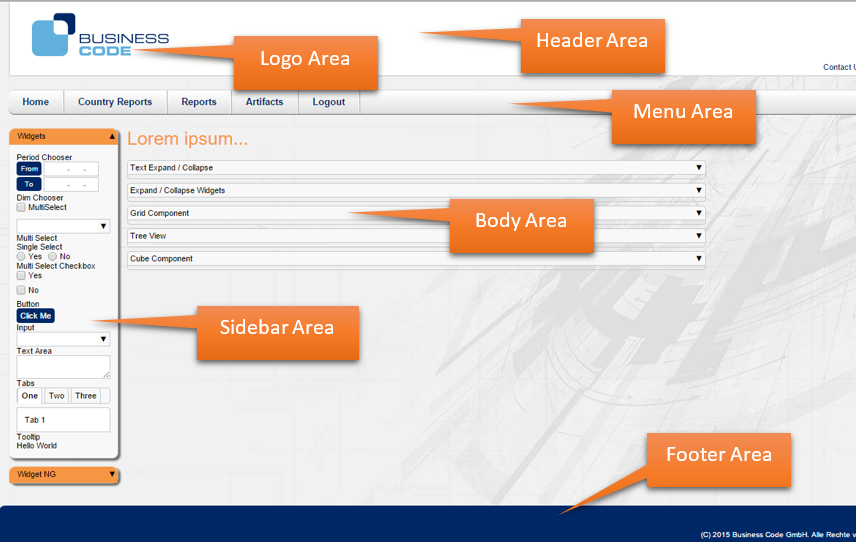 BUSINESS
CODE
Logo Area
Header Area
Contact U
Home
Country Reports
Reports
Artifacts
Logout
Menu Area
Widgets
Period Chooser
From
- -
To
- -
Dim Chooser
MultiSelect
Multi Select
Single Select
Yes No
Multi Select Checkbox
Yes
No
Button
Click Me
Input
Text Area
Tabs
One Two Three
Tab 1
Tooltip
Hello World
Widget NG
Lorem ipsum...
Text Expand / Collapse
Expand / Collapse Widgets
Grid Component
Tree View
Cube Component
Body Area
Sidebar Area
Footer Area
(C) 2015 Business Code GmbH. Alle Rechte v